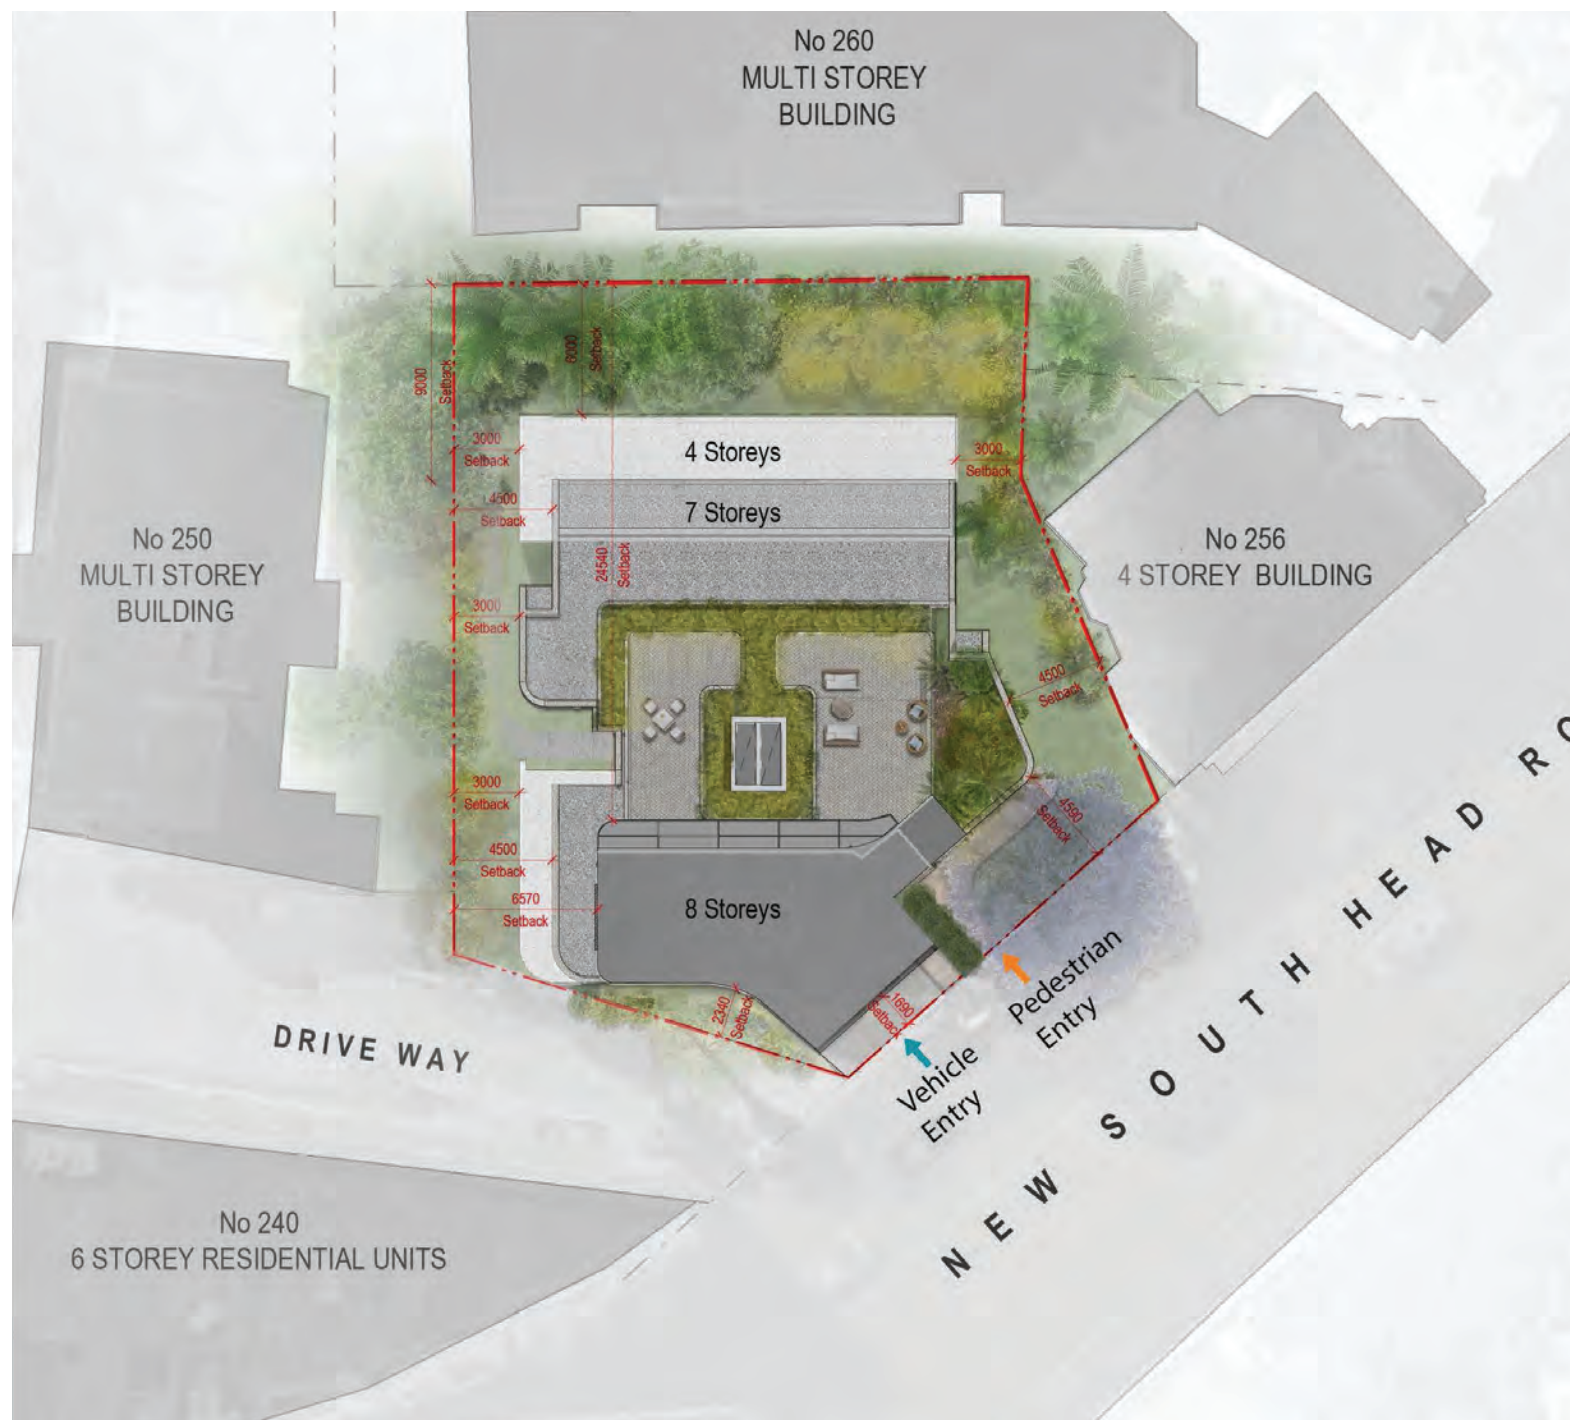 No 260
MULTI STOREY
BUILDING
9000
Setback
6000
Setback
3000
Setback
4 Storeys
3000
Setback
4500
Setback
7 Storeys
24540
Setback
No 250
MULTI STOREY
BUILDING
No 256
4 STOREY BUILDING
3000
Setback
4500
Setback
3000
Setback
4590
Setback
4500
Setback
6570
Setback
8 Storeys
2340
Setback
1690
Setback
Pedestrian
Entry
Vehicle
Entry
DRIVE WAY
NEW SOUTH HEAD RO
No 240
6 STOREY RESIDENTIAL UNITS